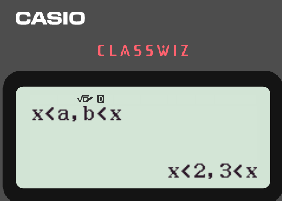 CASIO
CLASSWIZ
x<a,b<x
x<2,3<x